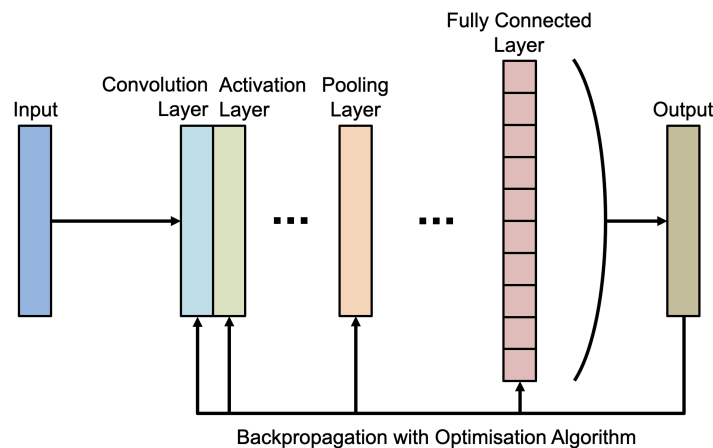 Fully Connected
Layer
Convolution
Layer
Activation
Layer
Pooling
Layer
Input
Output
Backpropagation with Optimisation Algorithm